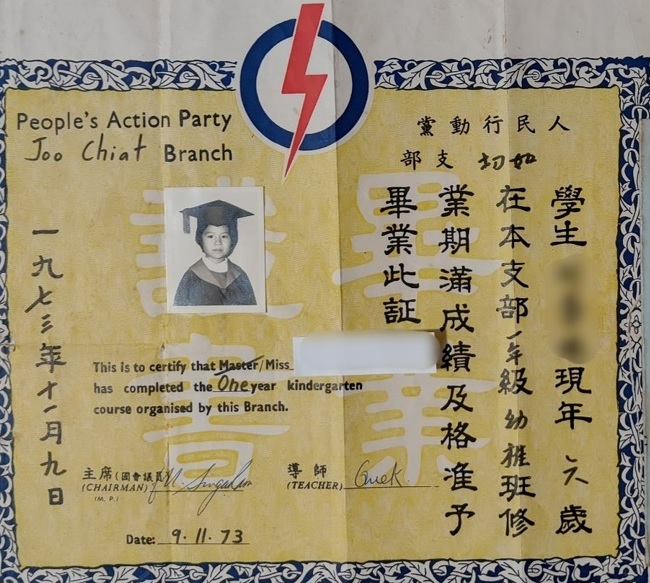 People's Action Party
Joo Chiat Branch
人民行動黨
如切支部
學生 現年六歲
在本支部一年級幼稚班修
業期滿成績及格准予
畢業此証
畢業
證書
一九七三年十一月九日
This is to certify that Master/Miss
has completed the One year kindergarten
course organised by this Branch.
主席(國會議員)
(CHAIRMAN)
(M.P.)
導師
(TEACHER) Quek
Date: 9.11.73